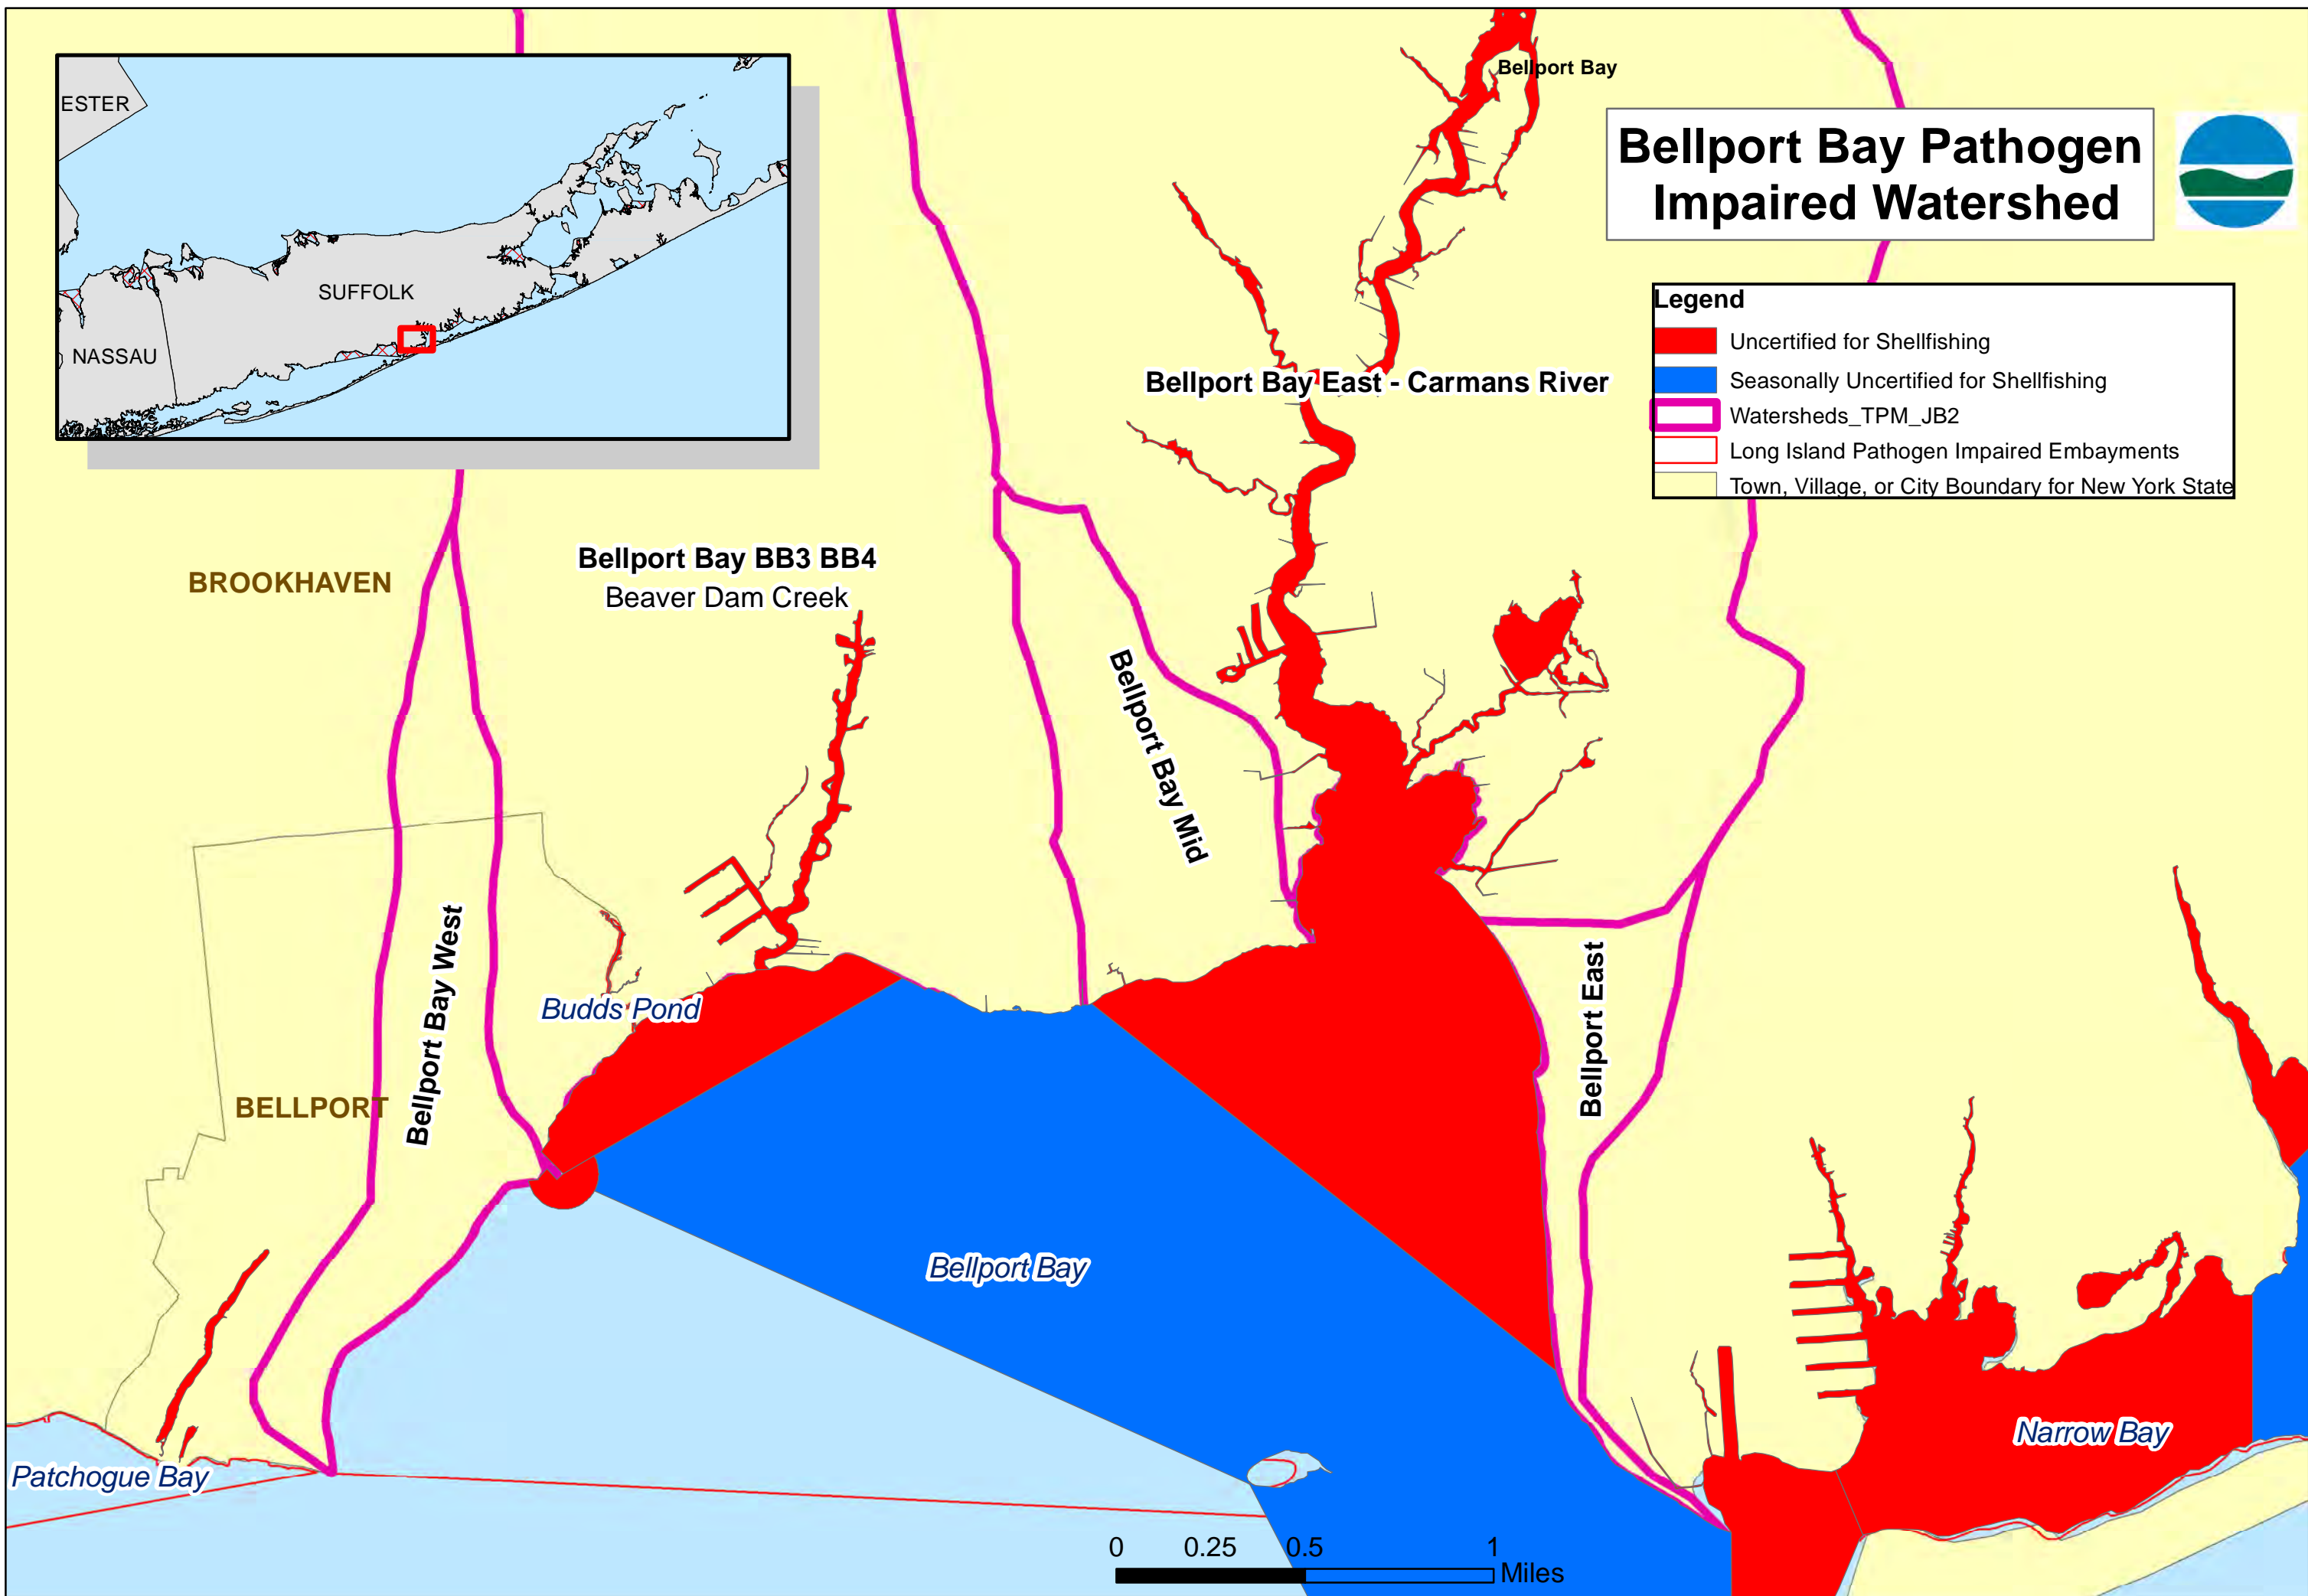 Bellport Bay
Bellport Bay Pathogen
Impaired Watershed
ESTER
SUFFOLK
NASSAU
Legend
Uncertified for Shellfishing
Seasonally Uncertified for Shellfishing
Watersheds_TPM_JB2
Long Island Pathogen Impaired Embayments
Town, Village, or City Boundary for New York State
Bellport Bay East - Carmans River
BROOKHAVEN
Bellport Bay BB3 BB4
Beaver Dam Creek
Bellport Bay Mid
Bellport Bay West
Budds Pond
Bellport East
BELLPORT
Bellport Bay
Narrow Bay
Patchogue Bay
0 0.25 0.5 1
Miles